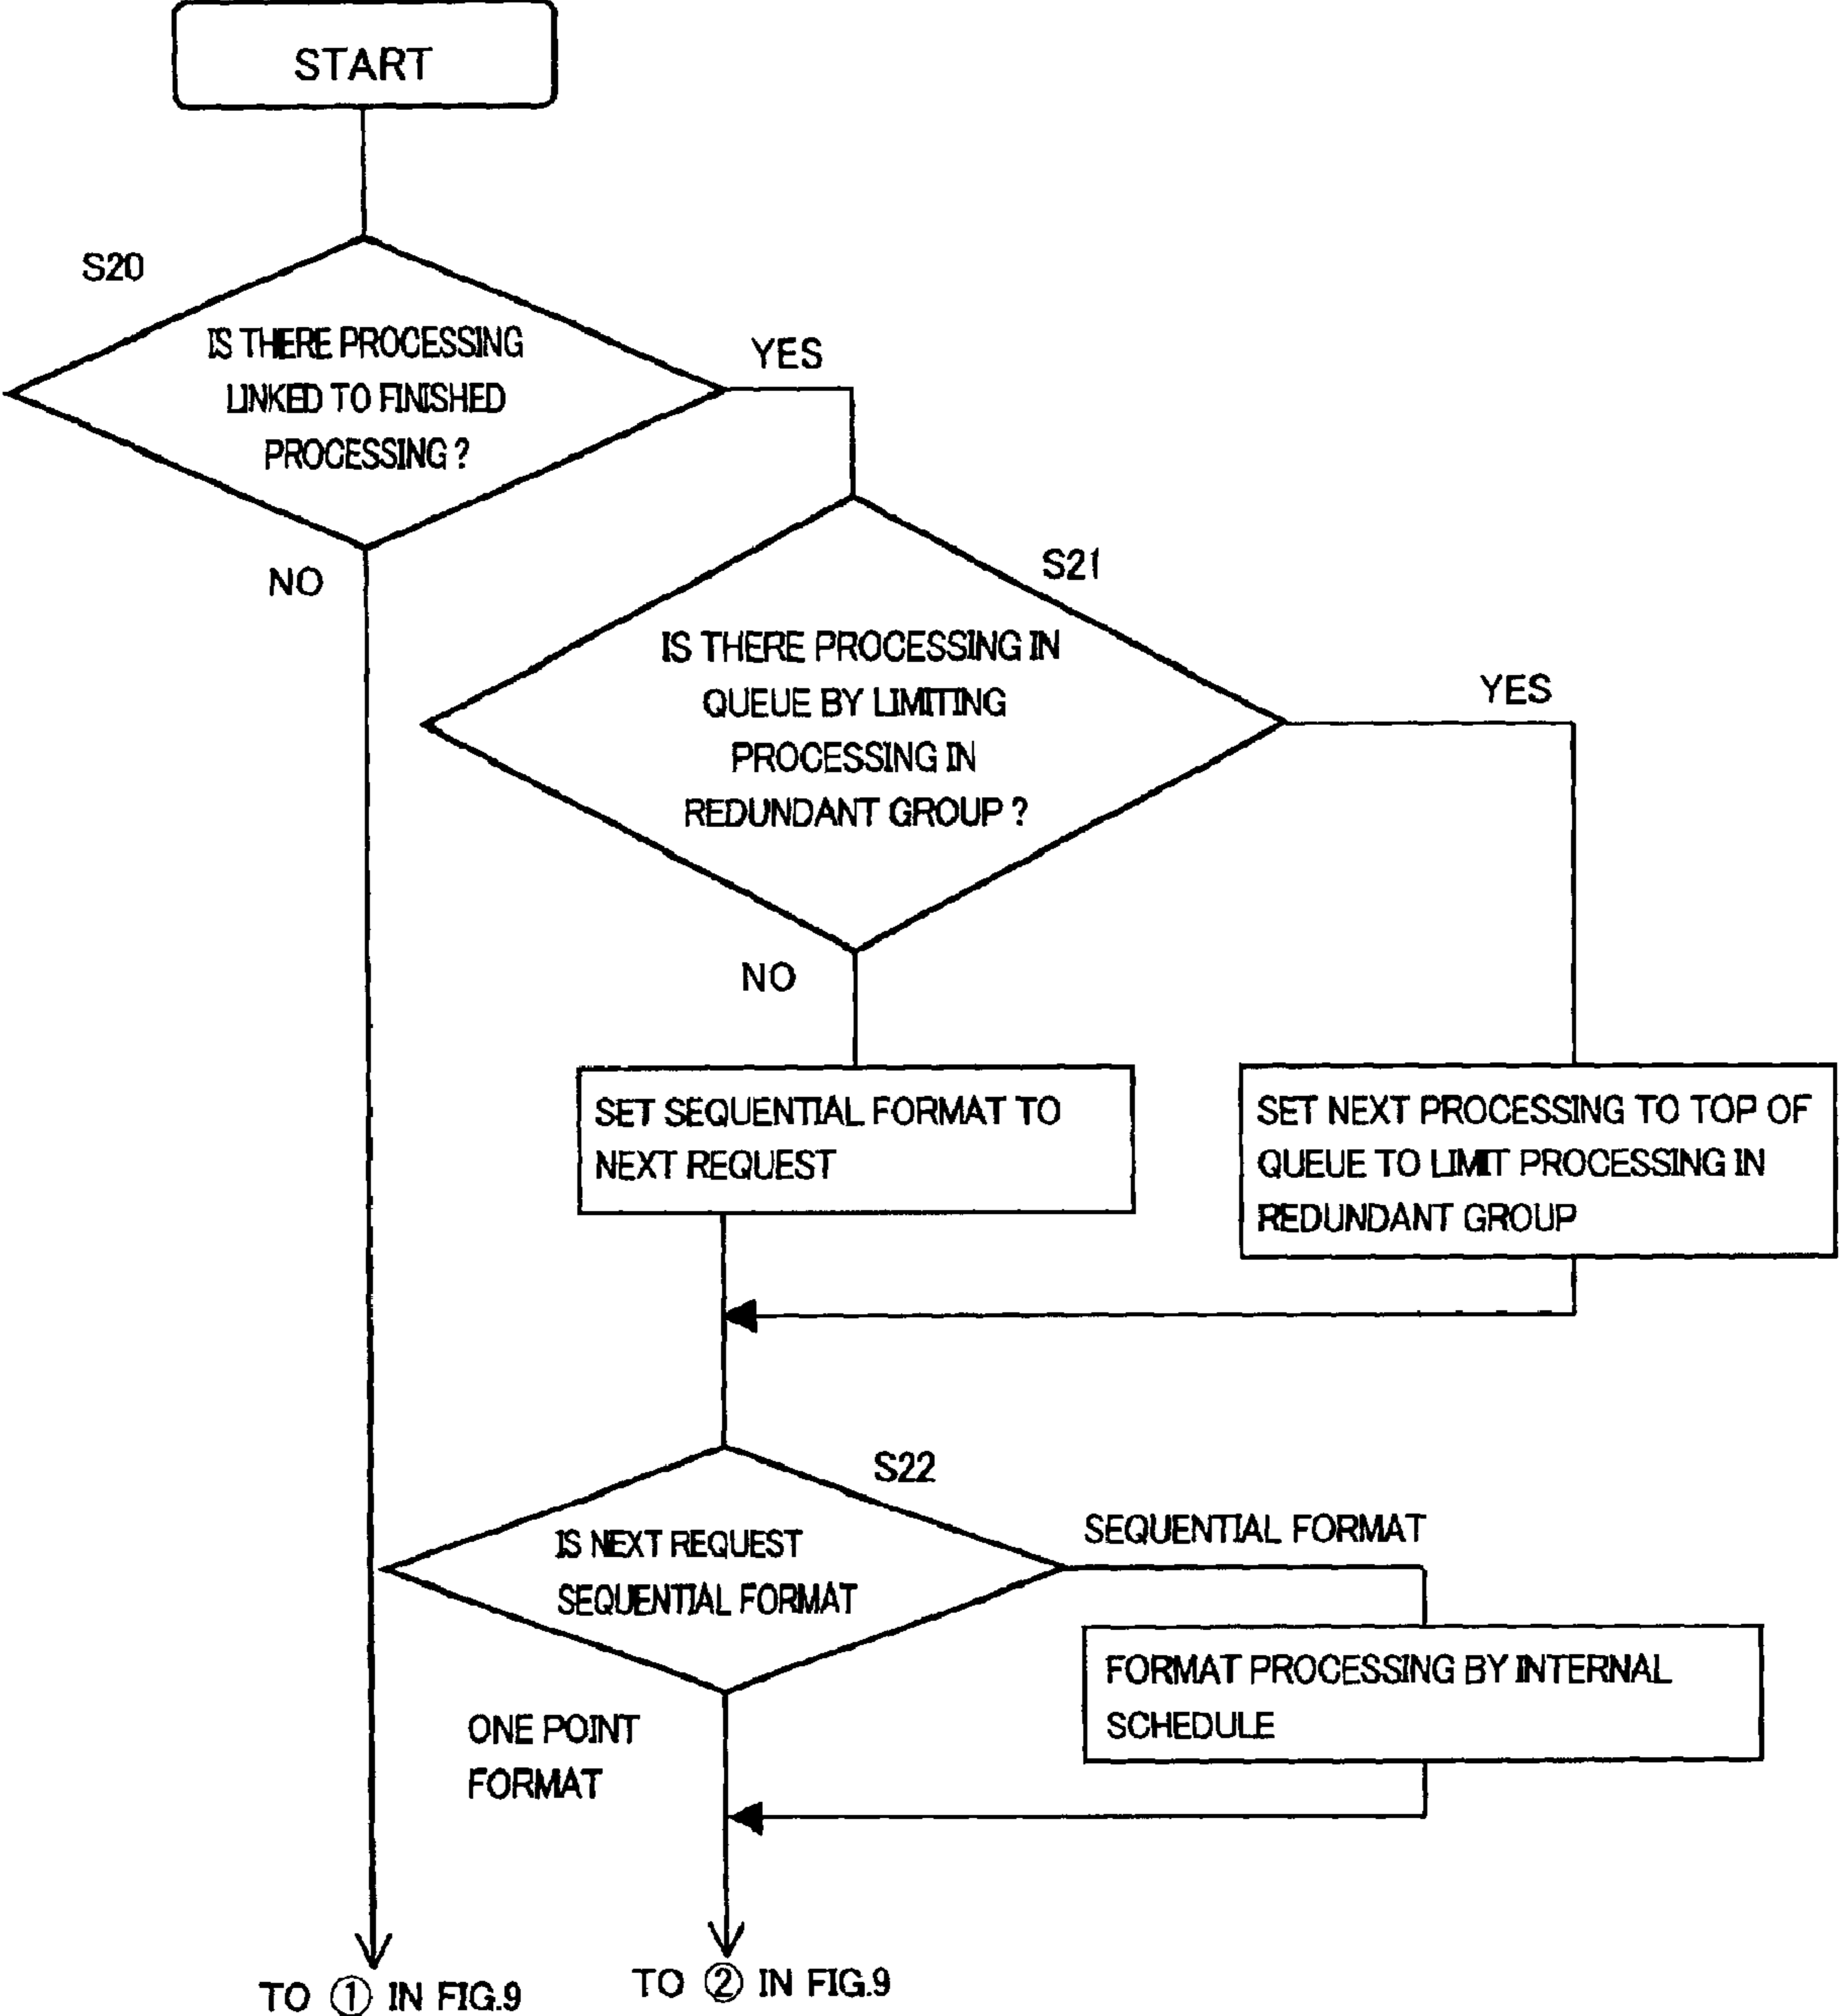 START
S20
IS THERE PROCESSING
LINKED TO FINISHED
PROCESSING ?
YES
NO
S21
IS THERE PROCESSING IN
QUEUE BY LIMITING
PROCESSING IN
REDUNDANT GROUP ?
YES
NO
SET SEQUENTIAL FORMAT TO
NEXT REQUEST
SET NEXT PROCESSING TO TOP OF
QUEUE TO LIMIT PROCESSING IN
REDUNDANT GROUP
S22
IS NEXT REQUEST
SEQUENTIAL FORMAT
SEQUENTIAL FORMAT
FORMAT PROCESSING BY INTERNAL
SCHEDULE
ONE POINT
FORMAT
TO ① IN FIG.9
TO ② IN FIG.9